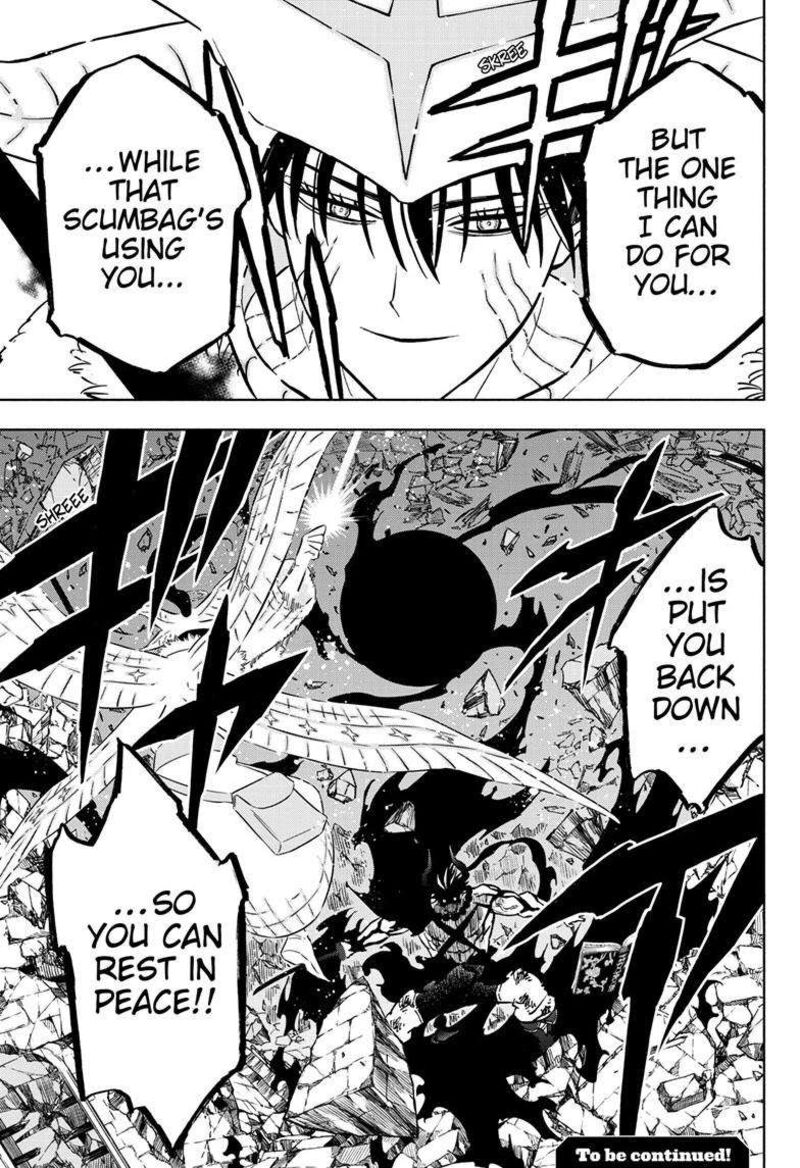 SKREE
BUT
THE ONE
THING
I CAN
DO FOR
YOU...
...WHILE
THAT
SCUMBAG'S
USING
YOU...
SHREEE
...IS
PUT
YOU
BACK
DOWN
...
...SO
YOU CAN
REST IN
PEACE!!
To be continued!